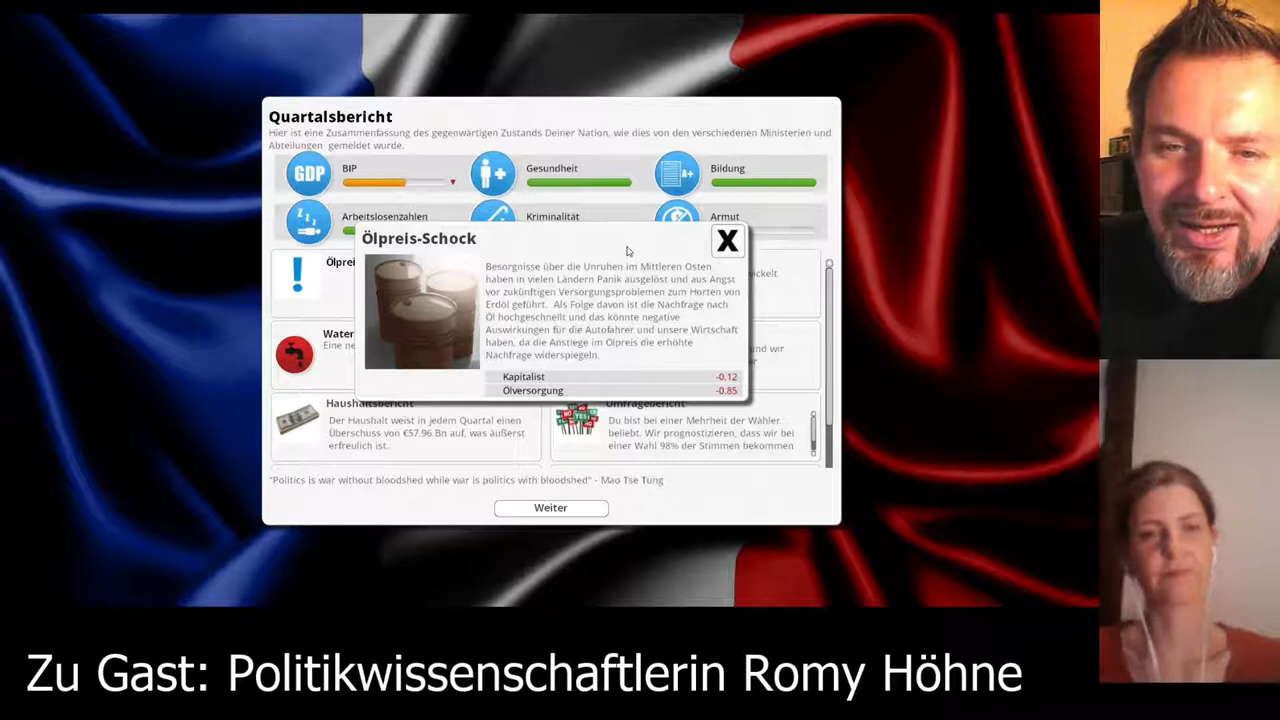 Quartalsbericht
Hier ist eine Zusammenfassung des gegenwärtigen Zustands Deiner Nation, wie dies von den verschiedenen Ministerien und
Abteilungen gemeldet wurde.
GDP
BIP
Gesundheit
A+
Bildung
Arbeitslosenzahlen
Kriminalität
Armut
Ölpreis-Schock
X
Besorgnisse über die Unruhen im Mittleren Osten
haben in vielen Ländern Panik ausgelöst und aus Angst
vor zukünftigen Versorgungsproblemen zum Horten von
Erdöl geführt. Als Folge davon ist die Nachfrage nach
Öl hochgeschnellt und das könnte negative
Auswirkungen für die Autofahrer und unsere Wirtschaft
haben, da die Anstiege im Ölpreis die erhöhte
Nachfrage widerspiegeln.
Kapitalist -0.12
Ölversorgung -0.85
Ölprei
ckelt
Water
Eine ne
und wir
Haushaltsbericht
Der Haushalt weist in jedem Quartal einen
Überschuss von €57.96 Bn auf, was äußerst
erfreulich ist.
Umfragebericht
Du bist bei einer Mehrheit der Wähler
beliebt. Wir prognostizieren, dass wir bei
einer Wahl 98% der Stimmen bekommen
"Politics is war without bloodshed while war is politics with bloodshed" - Mao Tse Tung
Weiter
Zu Gast: Politikwissenschaftlerin Romy Höhne